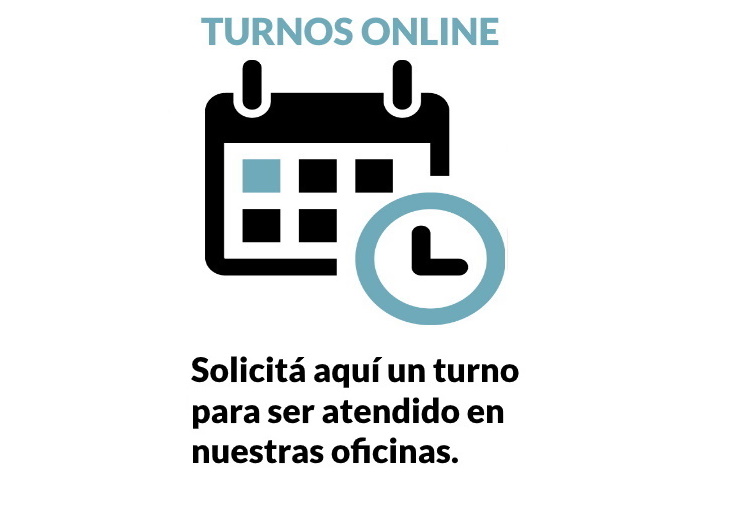 TURNOS ONLINE
Solicitá aquí un turno
para ser atendido en
nuestras oficinas.